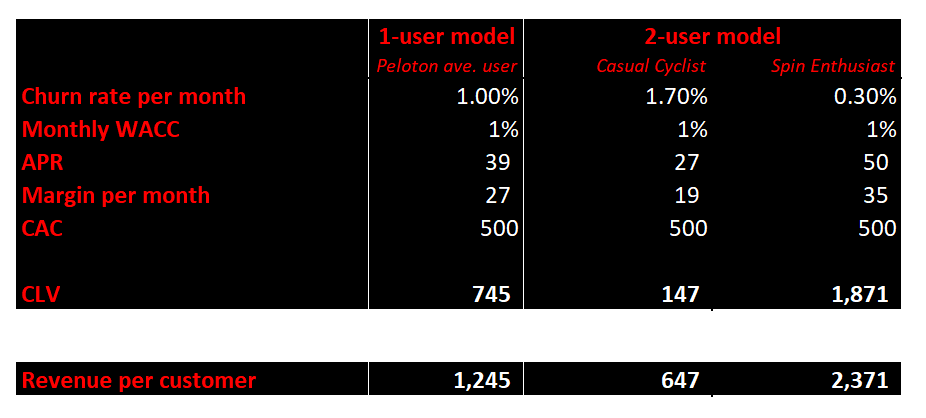 1-user model 2-user model
Peloton ave. user Casual Cyclist Spin Enthusiast
Churn rate per month 1.00% 1.70% 0.30%
Monthly WACC 1% 1% 1%
APR 39 27 50
Margin per month 27 19 35
CAC 500 500 500
CLV 745 147 1,871
Revenue per customer 1,245 647 2,371